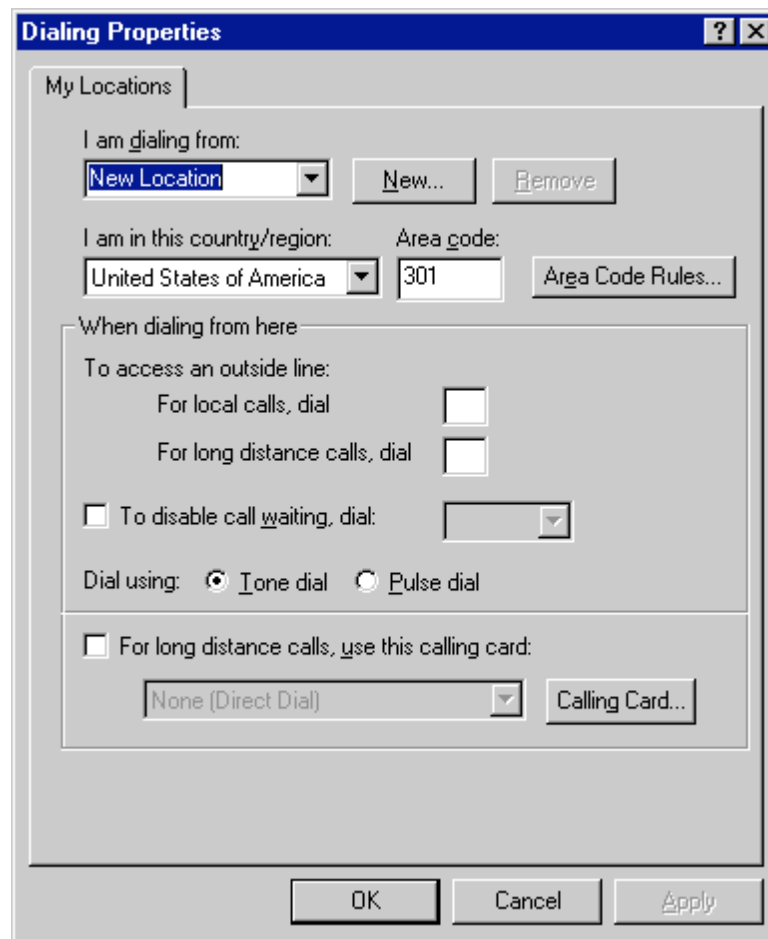 Dialing Properties
My Locations
I am dialing from:
New Location New... Remove
I am in this country/region: Area code:
United States of America 301 Area Code Rules...
When dialing from here
To access an outside line:
For local calls, dial
For long distance calls, dial
To disable call waiting, dial:
Dial using: Tone dial Pulse dial
For long distance calls, use this calling card:
None (Direct Dial) Calling Card...
OK Cancel Apply